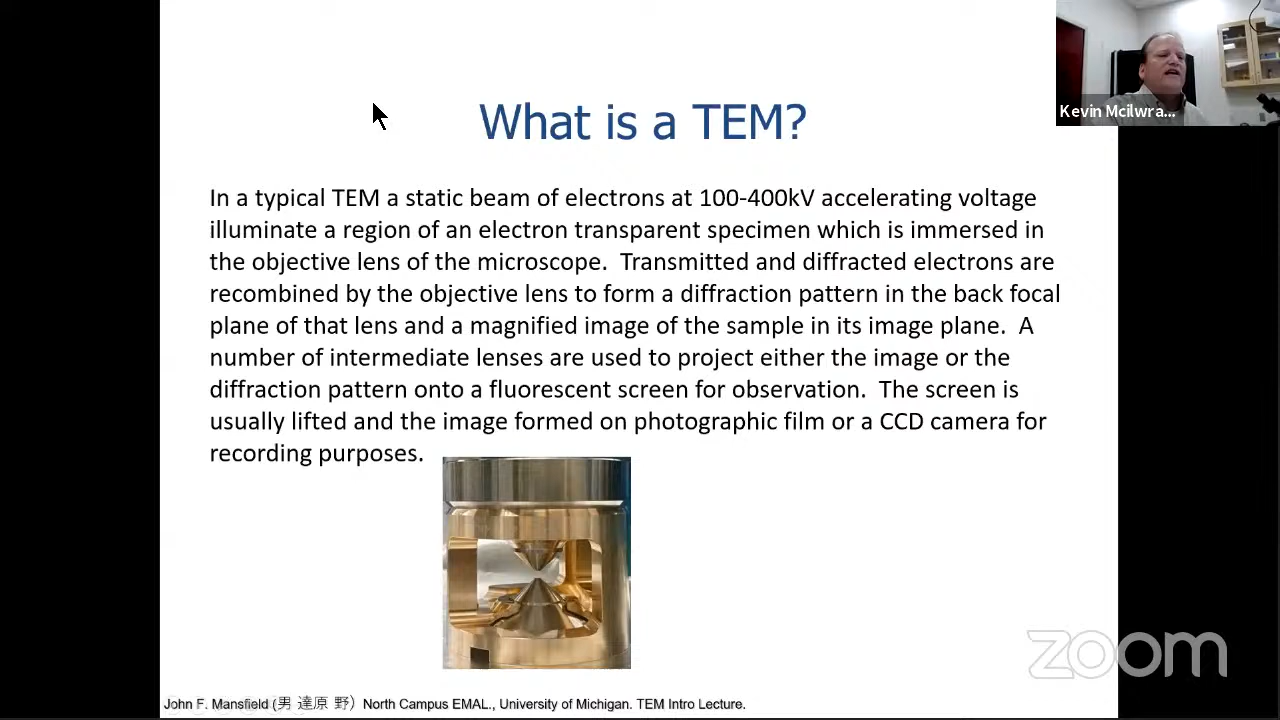 What is a TEM?
Kevin Mcilwra...
In a typical TEM a static beam of electrons at 100-400kV accelerating voltage
illuminate a region of an electron transparent specimen which is immersed in
the objective lens of the microscope.  Transmitted and diffracted electrons are
recombined by the objective lens to form a diffraction pattern in the back focal
plane of that lens and a magnified image of the sample in its image plane.  A
number of intermediate lenses are used to project either the image or the
diffraction pattern onto a fluorescent screen for observation.  The screen is
usually lifted and the image formed on photographic film or a CCD camera for
recording purposes.
zoom
John F. Mansfield (男 達原 野) North Campus EMAL., University of Michigan. TEM Intro Lecture.